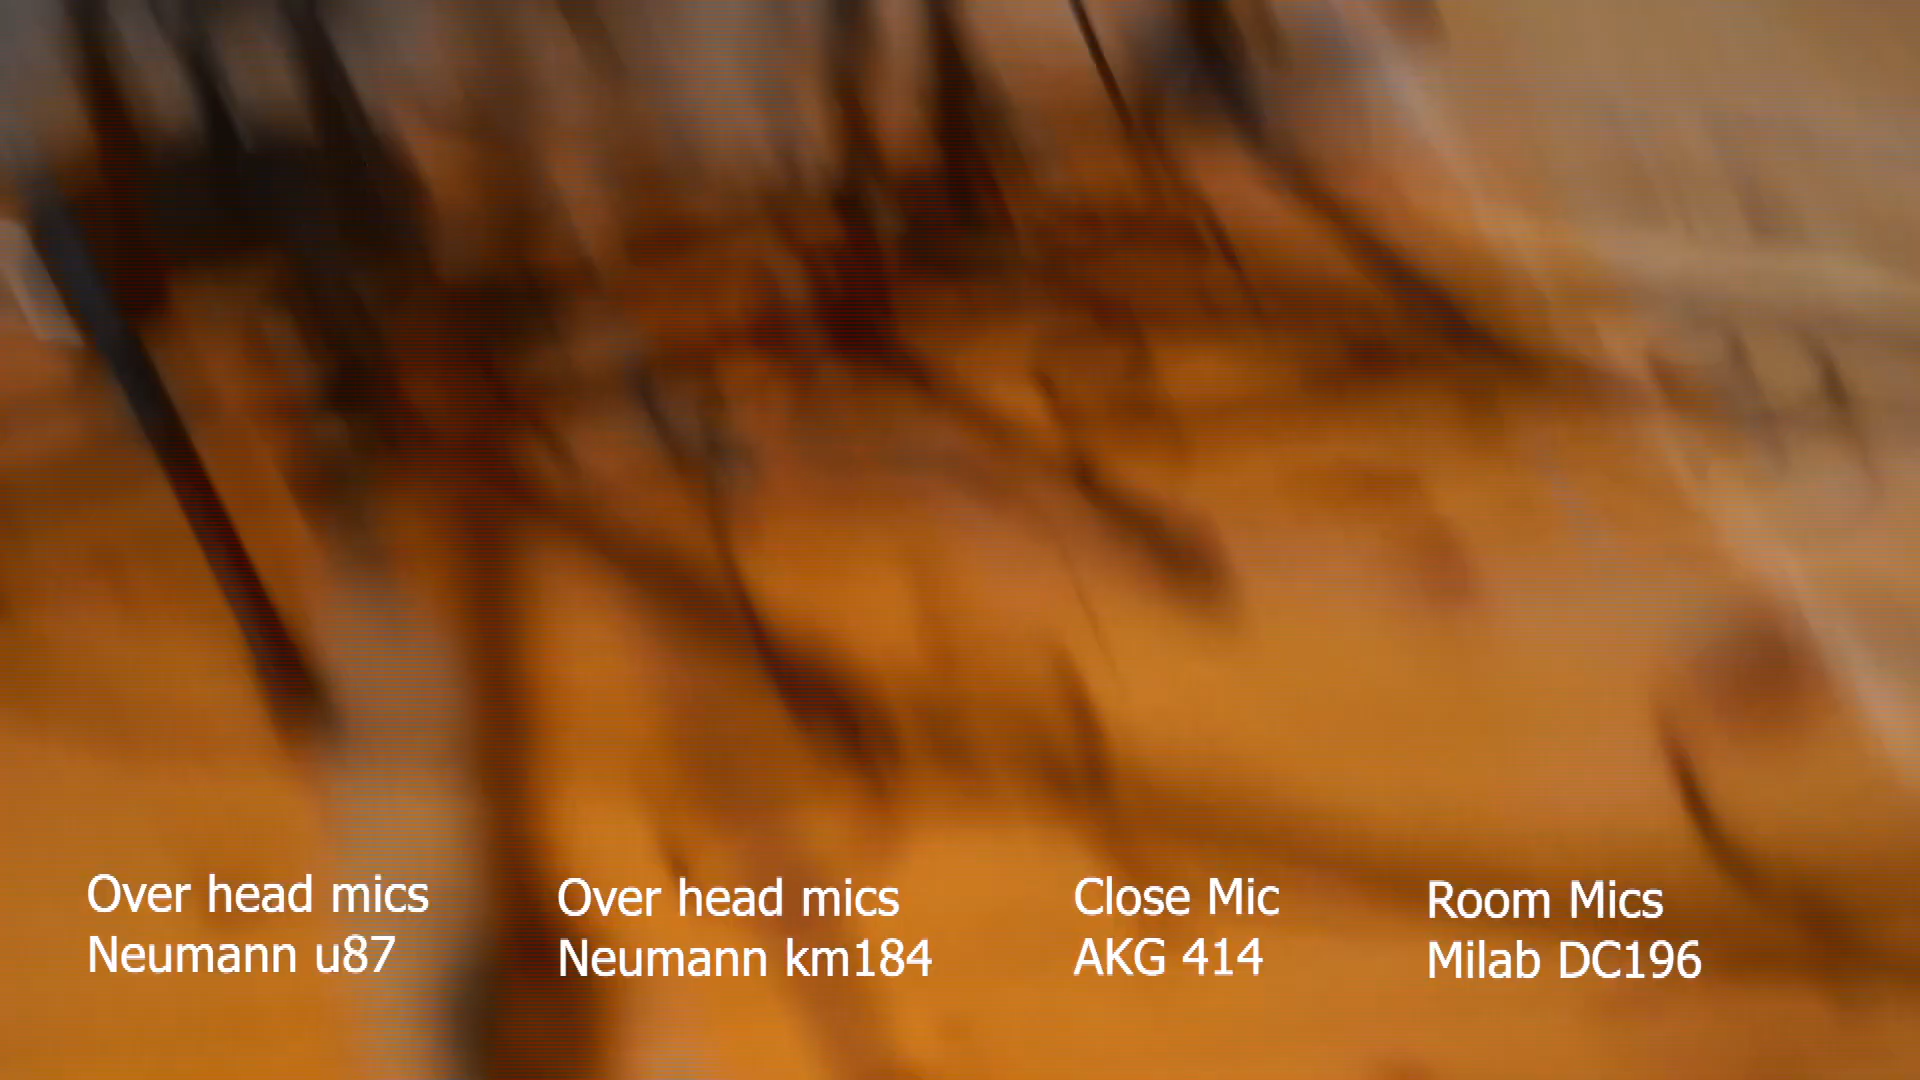 Over head mics
Neumann u87
Over head mics
Neumann km184
Close Mic
AKG 414
Room Mics
Milab DC196